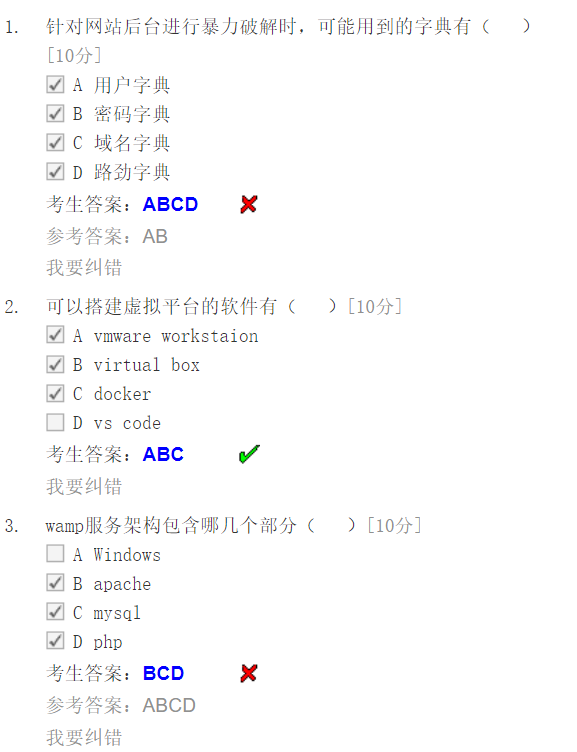 1. 针对网站后台进行暴力破解时，可能用到的字典有（　　）
[10分]
A 用户字典
B 密码字典
C 域名字典
D 路劲字典
考生答案：ABCD
参考答案：AB
我要纠错
2. 可以搭建虚拟平台的软件有（　　）[10分]
A vmware workstaion
B virtual box
C docker
D vs code
考生答案：ABC
我要纠错
3. wamp服务架构包含哪几个部分（　　）[10分]
A Windows
B apache
C mysql
D php
考生答案：BCD
参考答案：ABCD
我要纠错